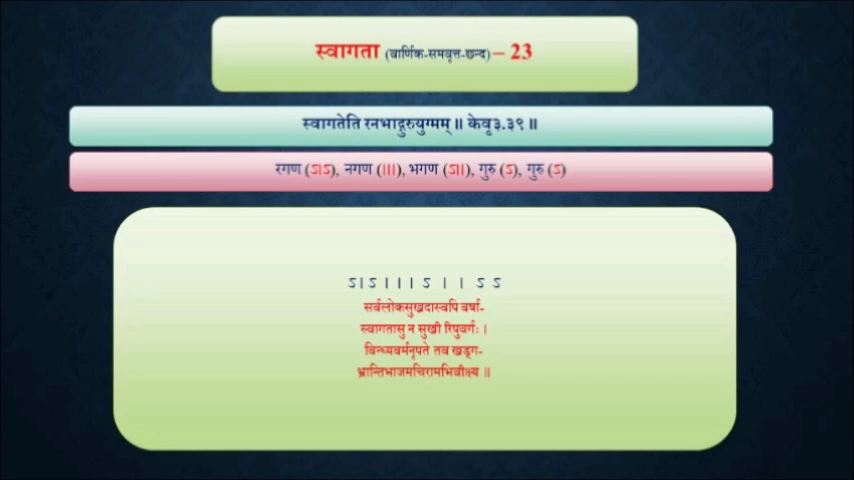 स्वागता (वार्णिक-समवृत्त-छन्द) – 23
स्वागतेति रनभाद्गुरुयुग्मम् ॥ केवृ३.३९ ॥
रगण (ऽ।ऽ), नगण (।।।), भगण (ऽ।।), गुरु (ऽ), गुरु (ऽ)
ऽ । ऽ । । । ऽ । । ऽ ऽ
सर्वलोकसुखदास्वपि वर्षा-
स्वागतासु न सुखी रिपुवर्गः ।
विन्ध्यवर्मनृपते तव खड्ग-
भ्रान्तिभाजमचिरामभिवीक्ष्य ॥